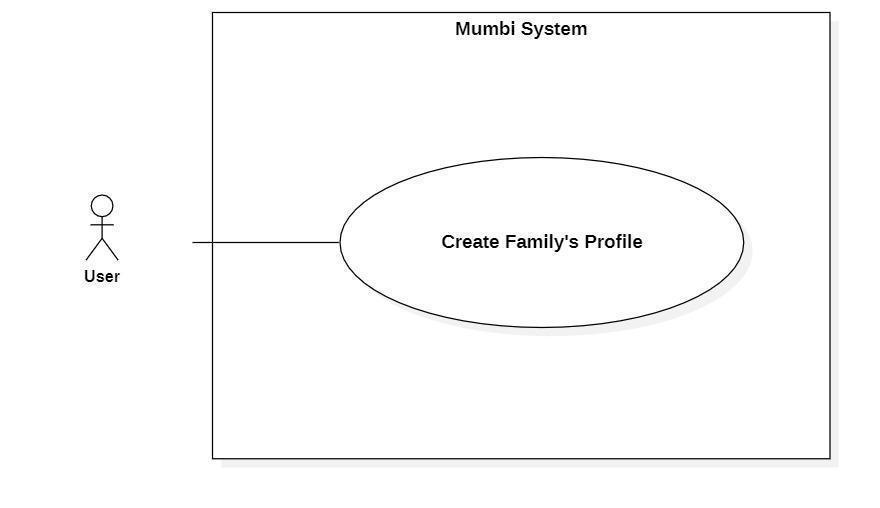 Mumbi System
Create Family's Profile
User